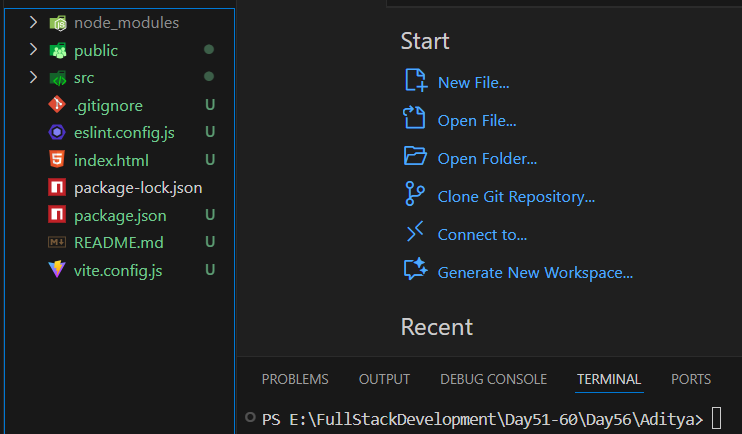 node_modules
public
src
.gitignore U
eslint.config.js U
index.html U
package-lock.json
package.json U
README.md U
vite.config.js U
Start
New File...
Open File...
Open Folder...
Clone Git Repository...
Connect to...
Generate New Workspace...
Recent
PROBLEMS OUTPUT DEBUG CONSOLE TERMINAL PORTS
PS E:\FullStackDevelopment\Day51-60\Day56\Aditya>